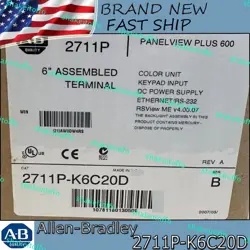 BRAND NEW
FAST SHIP
2711P
PANELVIEW PLUS 600
6" ASSEMBLED
TERMINAL
COLOR UNIT
KEYPAD INPUT
DC POWER SUPPLY
ETHERNET/RS-232
RSView ME v4.00.07
REV A
2711P-K6C20D
B
AB
Allen-Bradley
2711P-K6C20D